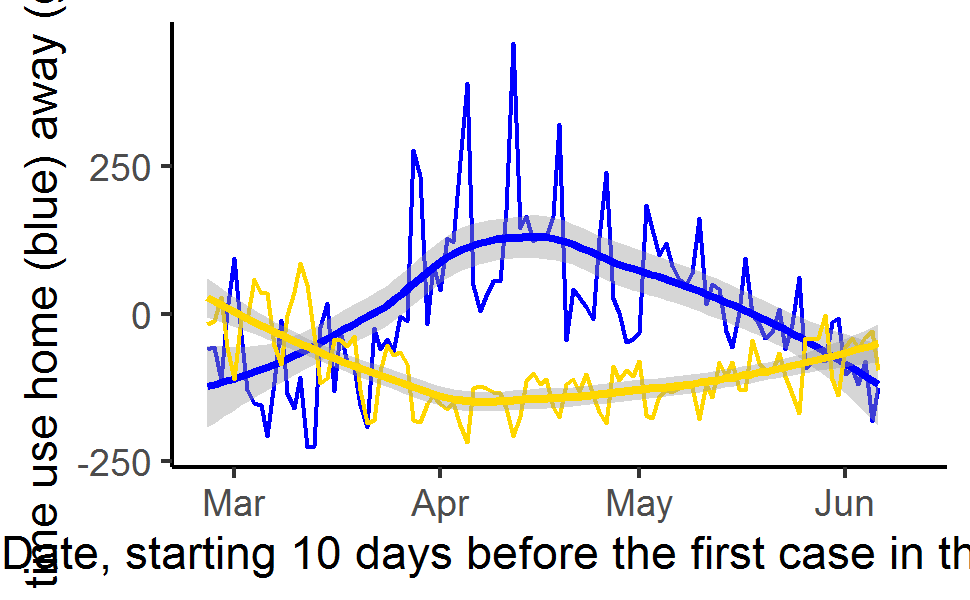 time use home (blue) away (
250
0
-250
Mar Apr May Jun
Date, starting 10 days before the first case in th